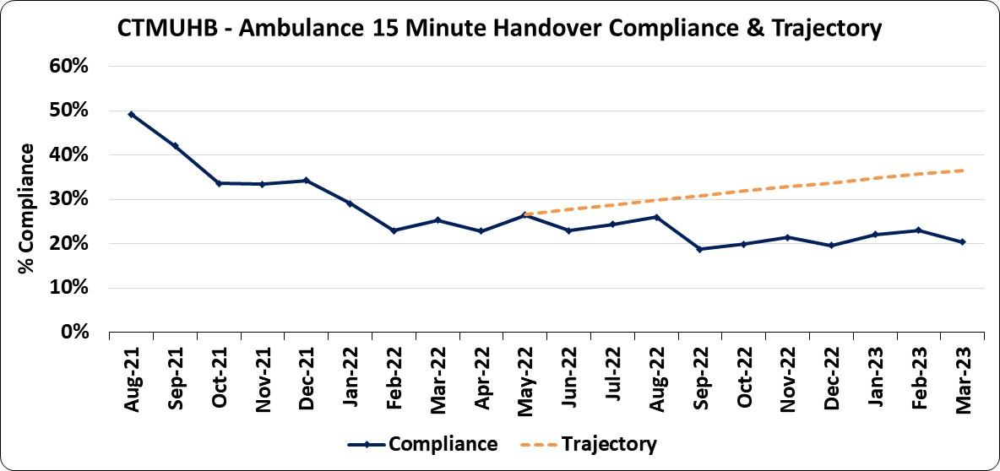 CTMUHB - Ambulance 15 Minute Handover Compliance & Trajectory
% Compliance
60%
50%
40%
30%
20%
10%
0%
Aug-21
Sep-21
Oct-21
Nov-21
Dec-21
Jan-22
Feb-22
Mar-22
Apr-22
May-22
Jun-22
Jul-22
Aug-22
Sep-22
Oct-22
Nov-22
Dec-22
Jan-23
Feb-23
Mar-23
Compliance
Trajectory